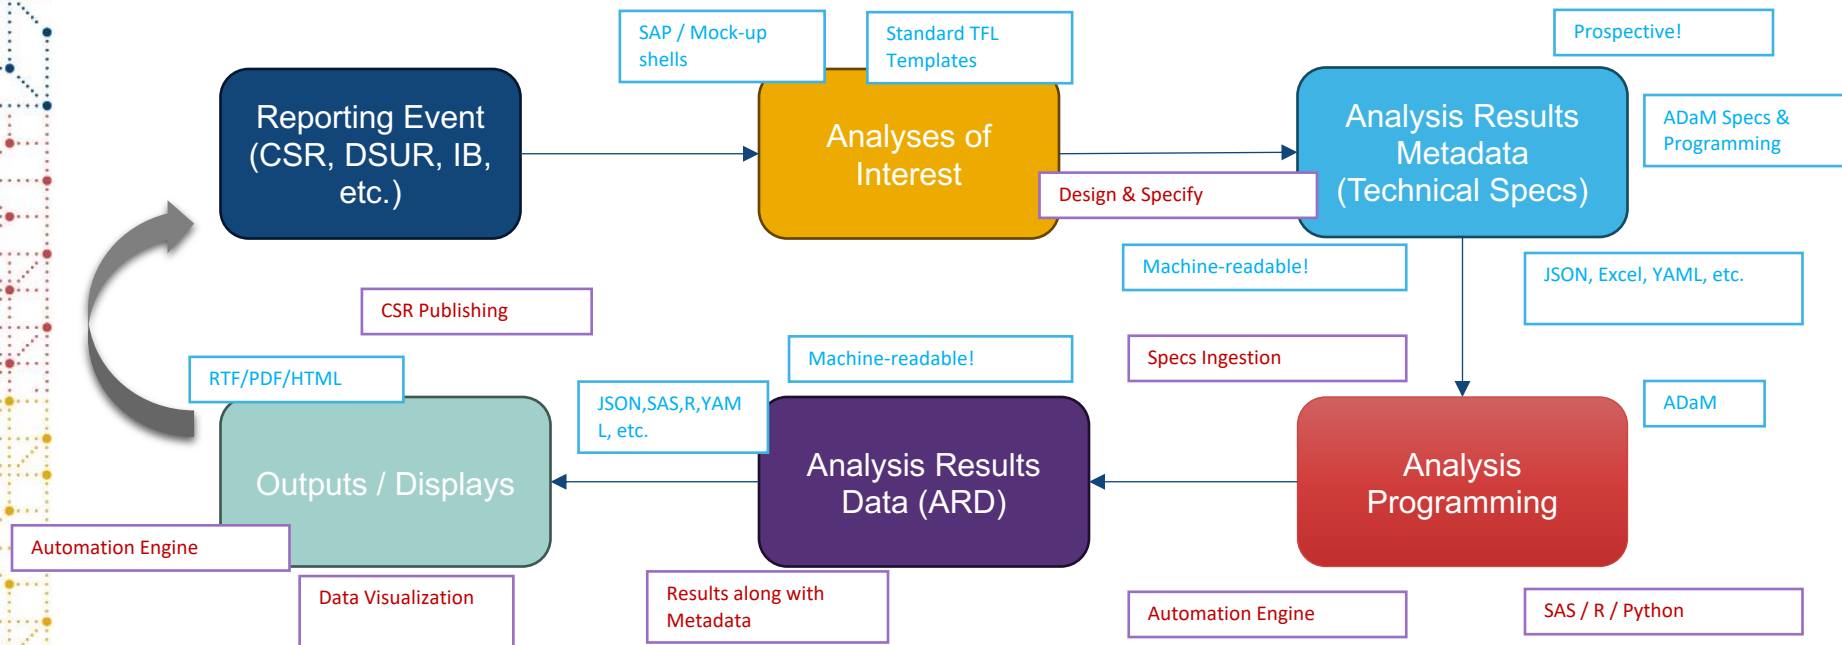 SAP / Mock-up
shells
Standard TFL
Templates
Prospective!
Reporting Event
(CSR, DSUR, IB,
etc.)
Analyses of
Interest
Analysis Results
Metadata
(Technical Specs)
ADaM Specs &
Programming
Design & Specify
Machine-readable!
JSON, Excel, YAML, etc.
CSR Publishing
Machine-readable!
Specs Ingestion
RTF/PDF/HTML
JSON,SAS,R,YAM
L, etc.
ADaM
Outputs / Displays
Analysis Results
Data (ARD)
Analysis
Programming
Automation Engine
Data Visualization
Results along with
Metadata
Automation Engine
SAS / R / Python